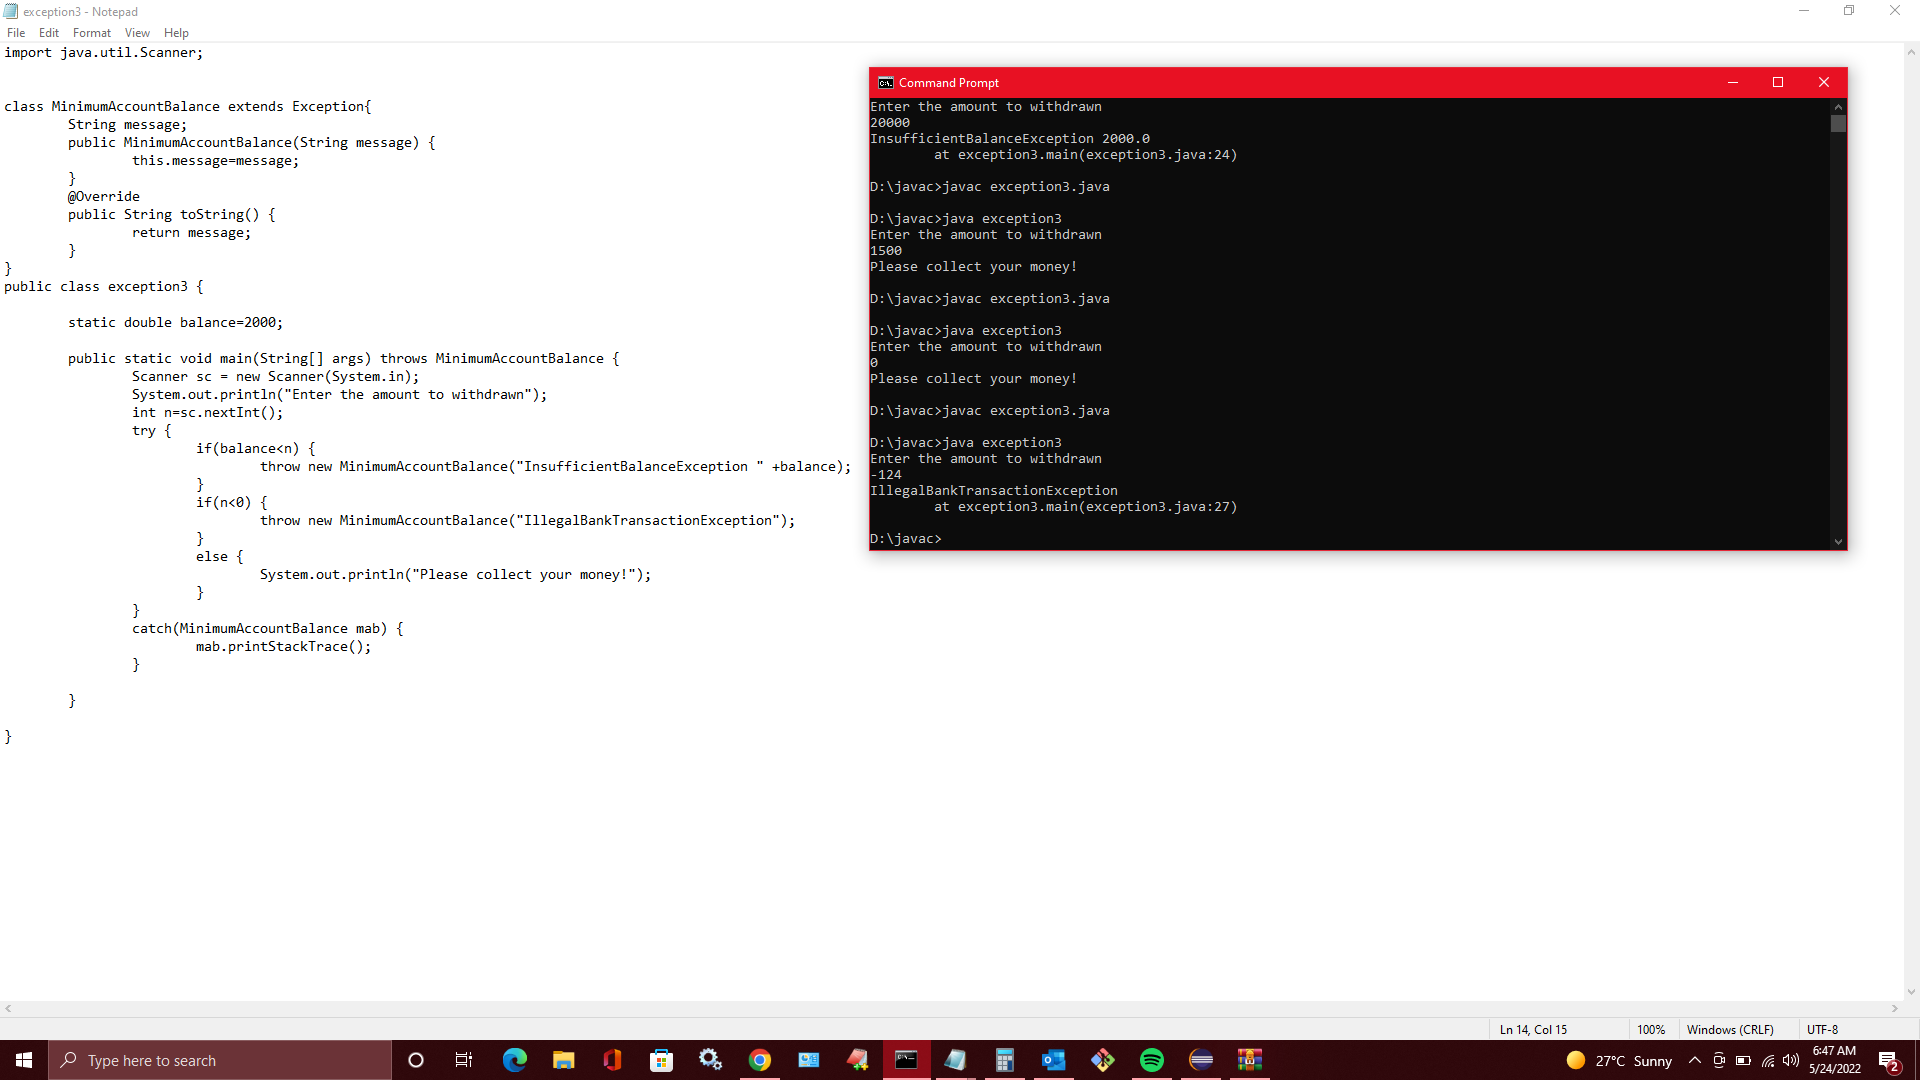 exception3 - Notepad
File Edit Format View Help
import java.util.Scanner;
class MinimumAccountBalance extends Exception{
String message;
public MinimumAccountBalance(String message) {
this.message=message;
}
@Override
public String toString() {
return message;
}
}
public class exception3 {
static double balance=2000;
public static void main(String[] args) throws MinimumAccountBalance {
Scanner sc = new Scanner(System.in);
System.out.println("Enter the amount to withdrawn");
int n=sc.nextInt();
try {
if(balance<n) {
throw new MinimumAccountBalance("InsufficientBalanceException " +balance);
}
if(n<0) {
throw new MinimumAccountBalance("IllegalBankTransactionException");
}
else {
System.out.println("Please collect your money!");
}
}
catch(MinimumAccountBalance mab) {
mab.printStackTrace();
}
}
}
Command Prompt
Enter the amount to withdrawn
20000
InsufficientBalanceException 2000.0
at exception3.main(exception3.java:24)
D:\javac>javac exception3.java
D:\javac>java exception3
Enter the amount to withdrawn
1500
Please collect your money!
D:\javac>javac exception3.java
D:\javac>java exception3
Enter the amount to withdrawn
0
Please collect your money!
D:\javac>javac exception3.java
D:\javac>java exception3
Enter the amount to withdrawn
-124
IllegalBankTransactionException
at exception3.main(exception3.java:27)
D:\javac>
Ln 14, Col 15 100% Windows (CRLF) UTF-8
Type here to search
27°C Sunny
6:47 AM
5/24/2022
2